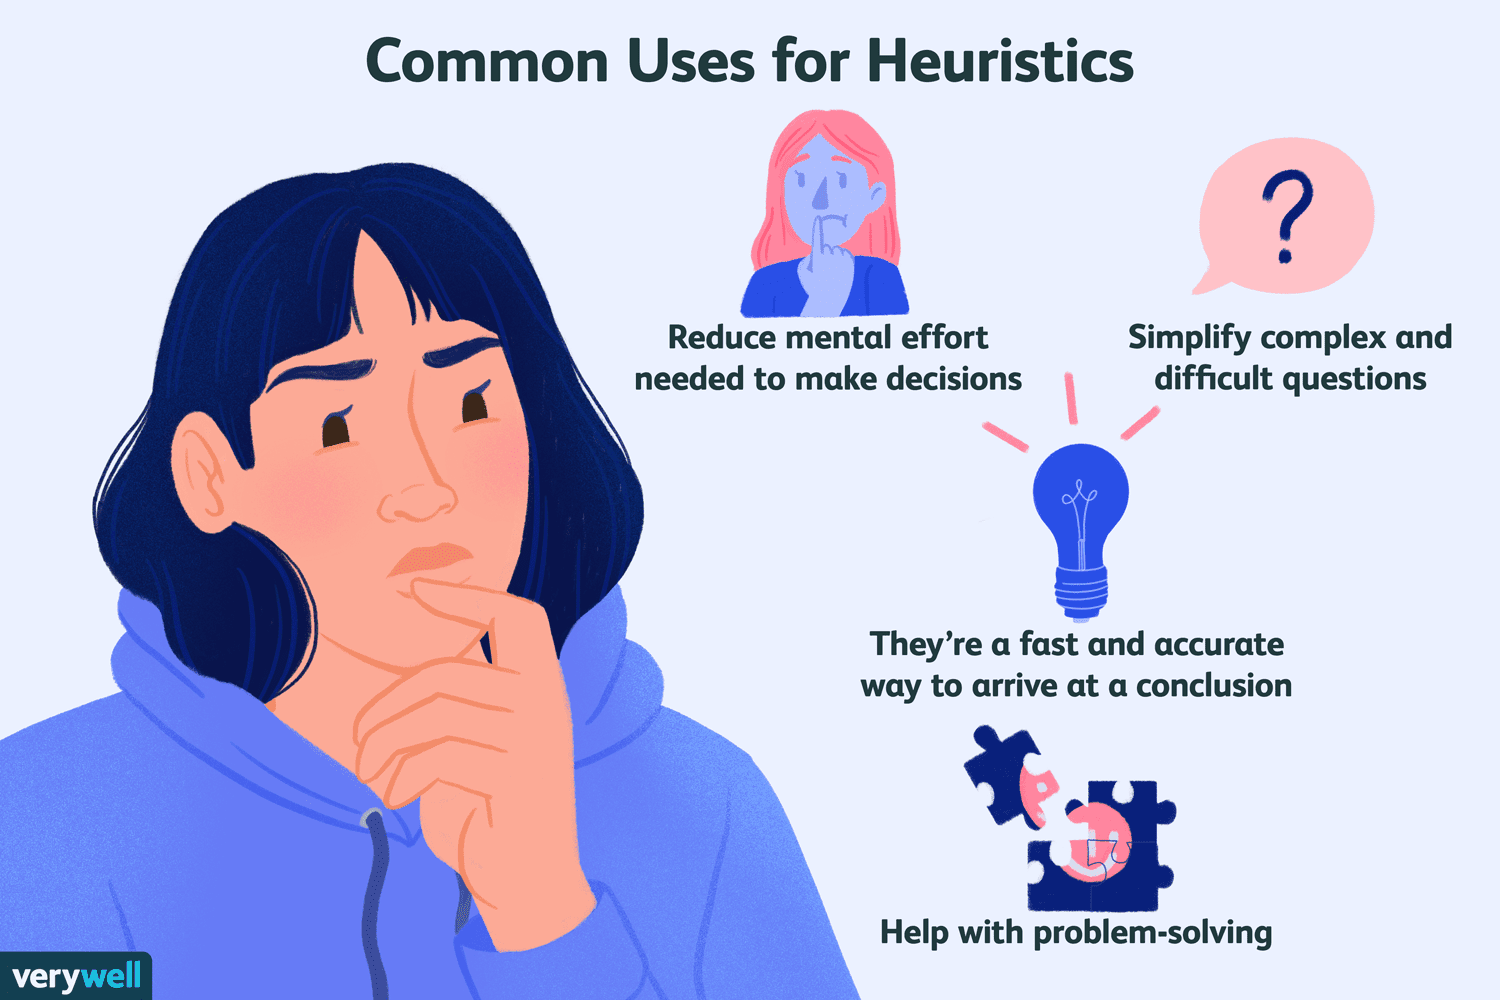 Common Uses for Heuristics
Reduce mental effort
needed to make decisions
Simplify complex and
difficult questions
?
They’re a fast and accurate
way to arrive at a conclusion
Help with problem-solving
verywell